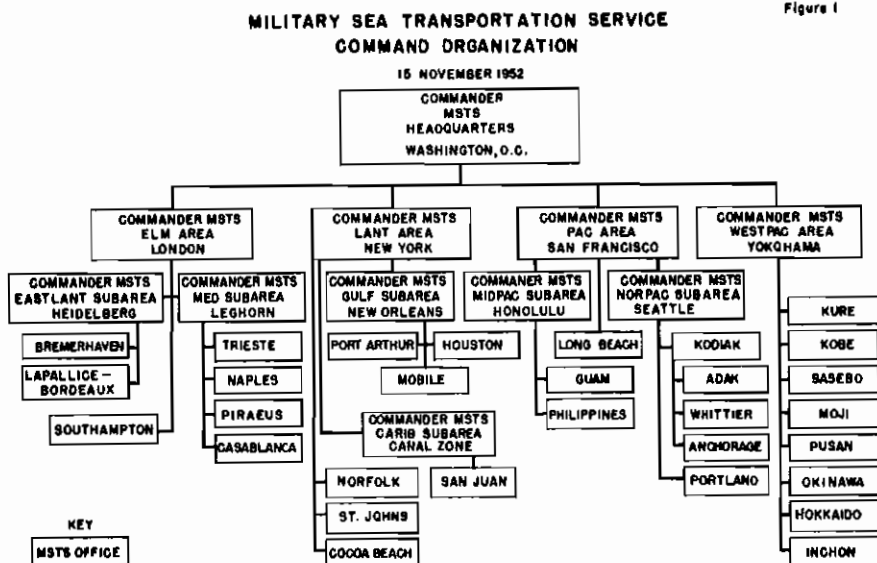 Figure 1
MILITARY SEA TRANSPORTATION SERVICE
COMMAND ORGANIZATION
15 NOVEMBER 1952
COMMANDER
MSTS
HEADQUARTERS
WASHINGTON, D.C.
COMMANDER MSTS
ELM AREA
LONDON
COMMANDER MSTS
LANT AREA
NEW YORK
COMMANDER MSTS
PAC AREA
SAN FRANCISCO
COMMANDER MSTS
WESTPAC AREA
YOKOHAMA
COMMANDER MSTS
EASTLANT SUBAREA
HEIDELBERG
COMMANDER MSTS
MED SUBAREA
LEGHORN
COMMANDER MSTS
GULF SUBAREA
NEW ORLEANS
COMMANDER MSTS
MIDPAC SUBAREA
HONOLULU
COMMANDER MSTS
NORPAC SUBAREA
SEATTLE
BREMERHAVEN
LAPALLICE-
BORDEAUX
SOUTHAMPTON
TRIESTE
NAPLES
PIRAEUS
CASABLANCA
PORT ARTHUR
HOUSTON
MOBILE
COMMANDER MSTS
CARIB SUBAREA
CANAL ZONE
SAN JUAN
NORFOLK
ST. JOHNS
COCOA BEACH
LONG BEACH
GUAM
PHILIPPINES
KODIAK
ADAK
WHITTIER
ANCHORAGE
PORTLAND
KURE
KOBE
SASEBO
MOJI
PUSAN
OKINAWA
HOKKAIDO
INCHON
KEY
MSTS OFFICE